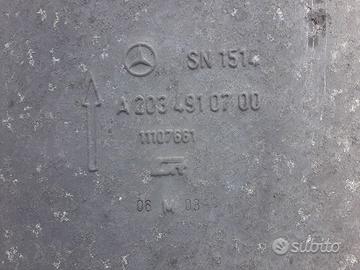 SN 1514
A 203 491 07 00
11107661
06 M 03
subito